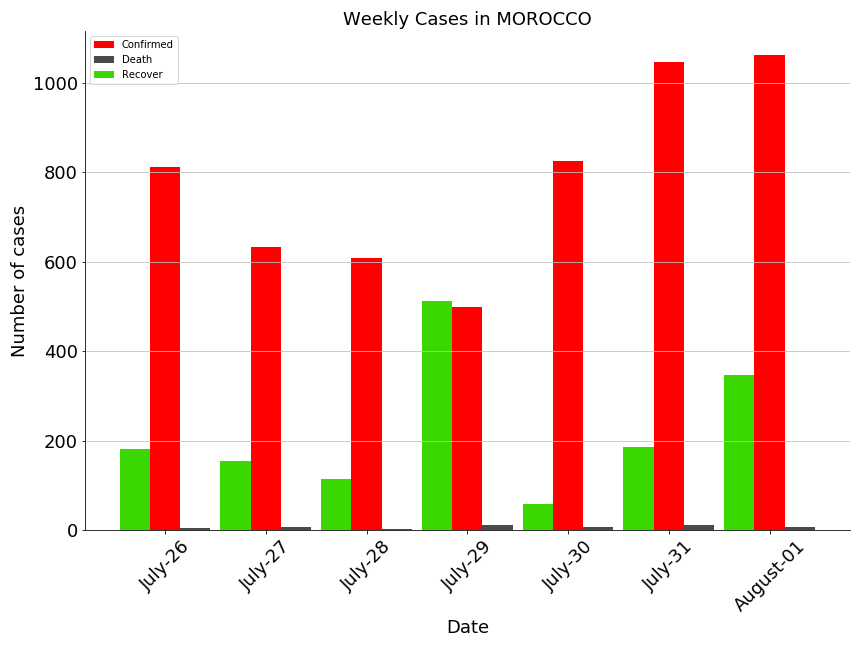 Weekly Cases in MOROCCO
Confirmed
Death
Recover
1000
800
600
400
200
0
Number of cases
July-26
July-27
July-28
July-29
July-30
July-31
August-01
Date